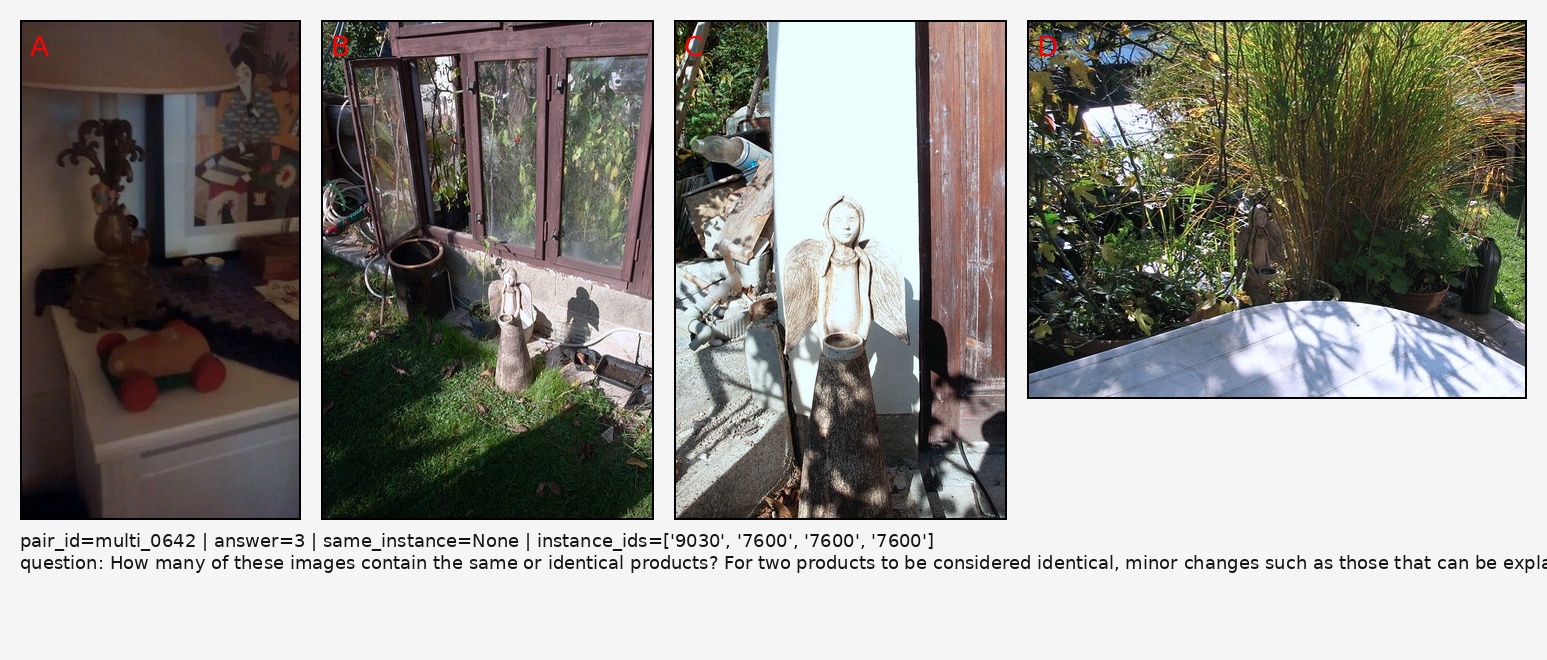 A
B
C
D
pair_id=multi_0642 | answer=3 | same_instance=None | instance_ids=['9030', '7600', '7600', '7600']
question: How many of these images contain the same or identical products? For two products to be considered identical, minor changes such as those that can be expla